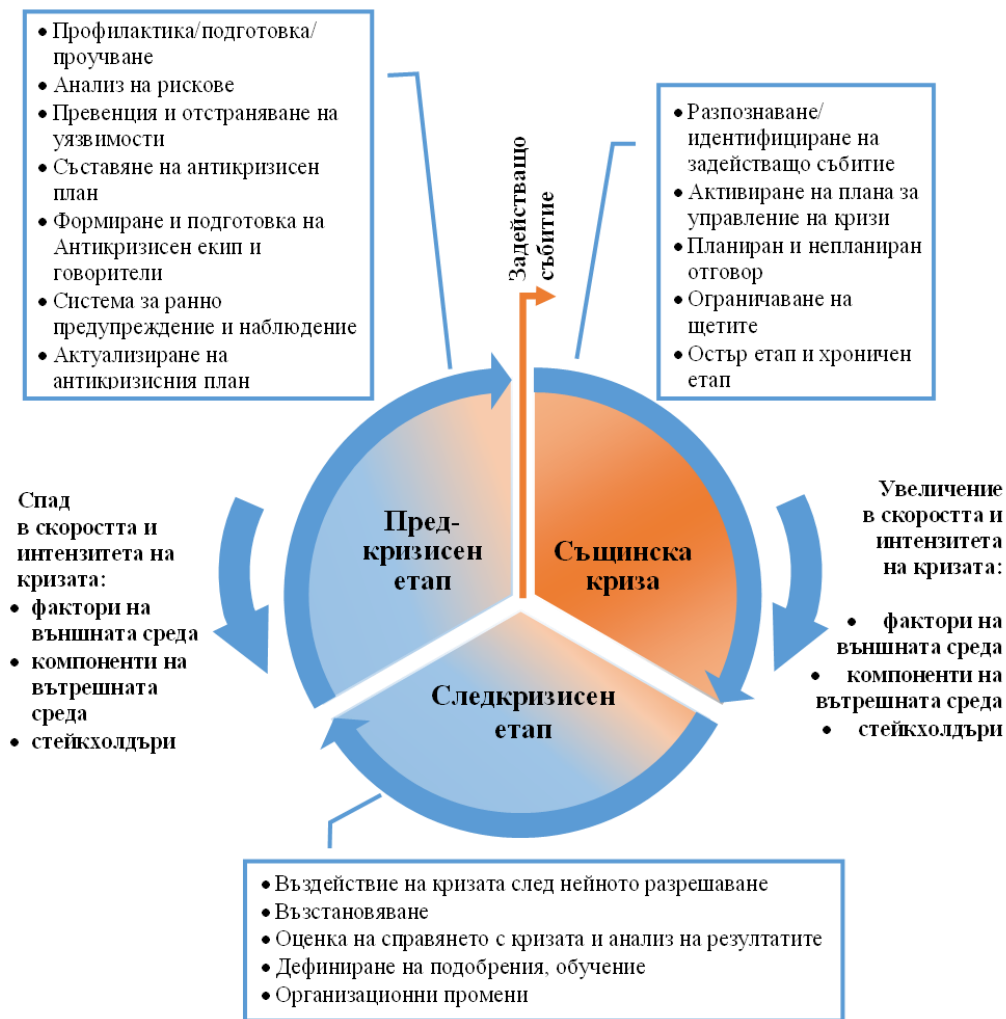 • Профилактика/подготовка/
проучване
• Анализ на рискове
• Превенция и отстраняване на
уязвимости
• Съставяне на антикризисен
план
• Формиране и подготовка на
Антикризисен екип и
говорители
• Система за ранно
предупреждение и наблюдение
• Актуализиране на
антикризисния план
Задействащо
събитие
• Разпознаване/
идентифициране на
задействащо събитие
• Активиране на плана за
управление на кризи
• Планиран и непланиран
отговор
• Ограничаване на
щетите
• Остър етап и хроничен
етап
Спад
в скоростта и
интензитета на
кризата:
• фактори на
външната среда
• компоненти на
вътрешната
среда
• стейкхолдъри
Пред-
кризисен
етап
Същинска
криза
Следкризисен
етап
Увеличение
в скоростта и
интензитета
на кризата:
• фактори на
външната среда
• компоненти на
вътрешната среда
• стейкхолдъри
• Въздействие на кризата след нейното разрешаване
• Възстановяване
• Оценка на справянето с кризата и анализ на резултатите
• Дефиниране на подобрения, обучение
• Организационни промени